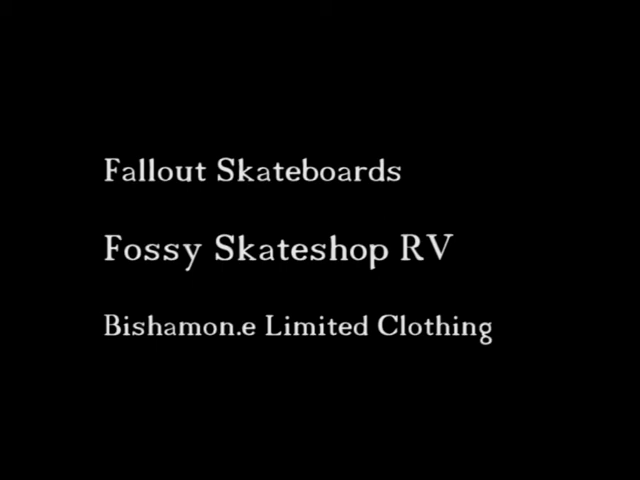 Fallout Skateboards
Fossy Skateshop RV
Bishamon.e Limited Clothing